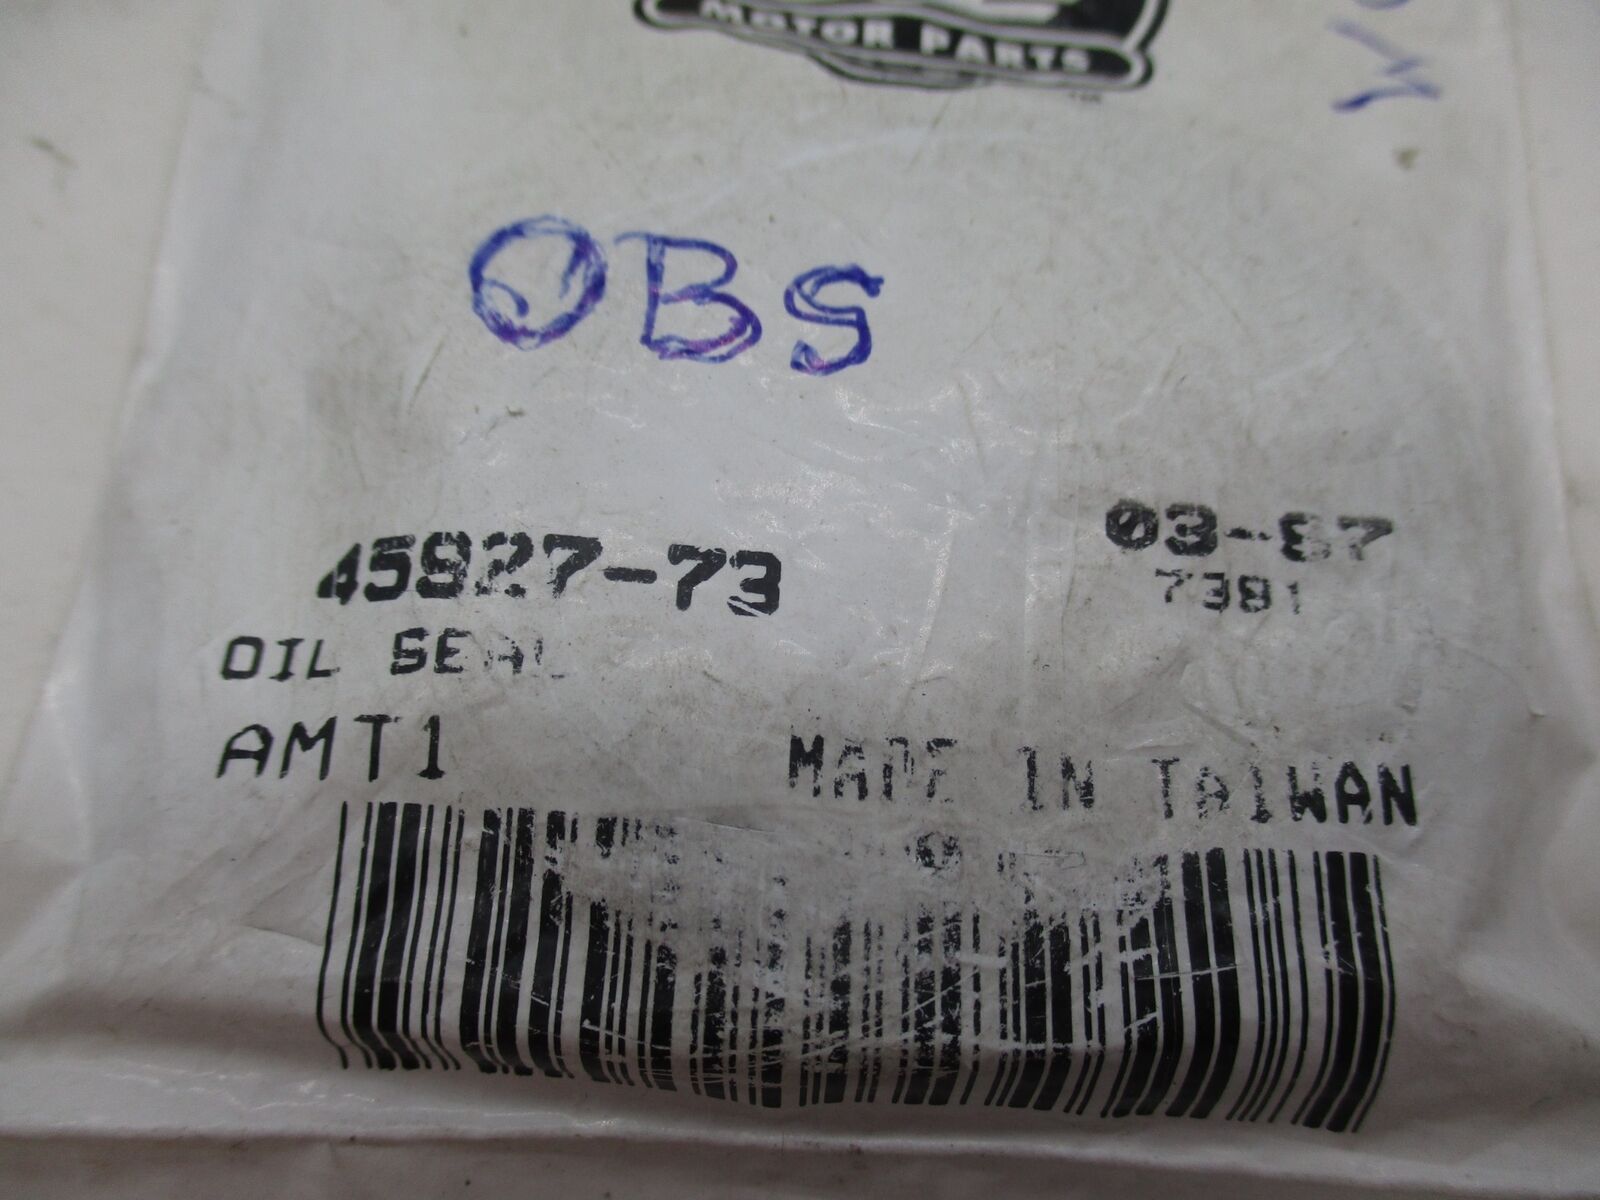 MOTOR PARTS
OBS
45927-73 03-87
OIL SEAL 7381
AMT1 MADE IN TAIWAN